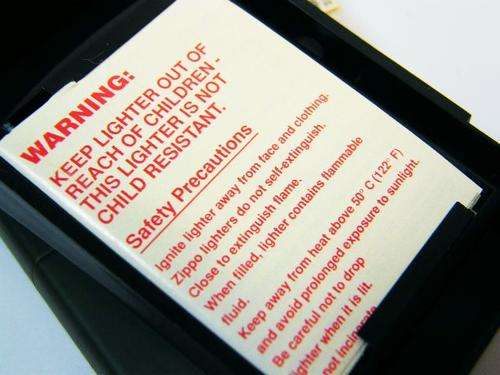 WARNING:
KEEP LIGHTER OUT OF
REACH OF CHILDREN -
THIS LIGHTER IS NOT
CHILD RESISTANT.
Safety Precautions
Ignite lighter away from face and clothing.
Zippo lighters do not self-extinguish.
Close to extinguish flame.
When filled, lighter contains flammable
fluid.
Keep away from heat above 50° C (122° F)
and avoid prolonged exposure to sunlight.
Be careful not to drop
lighter when it is lit.
not